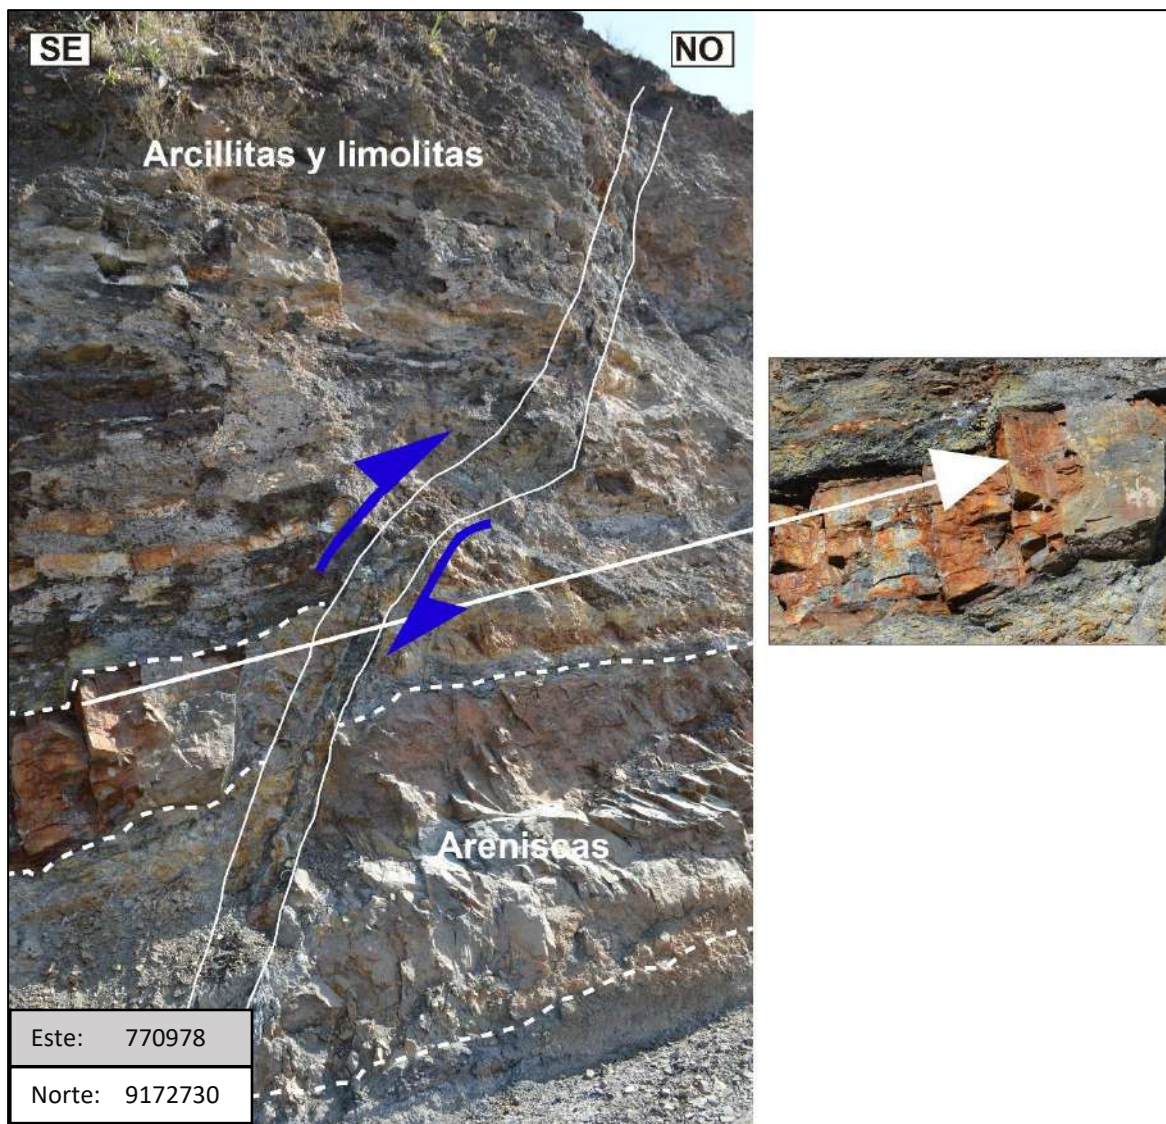 SE
NO
Arcillitas y limolitas
Areniscas
Este: 770978
Norte: 9172730